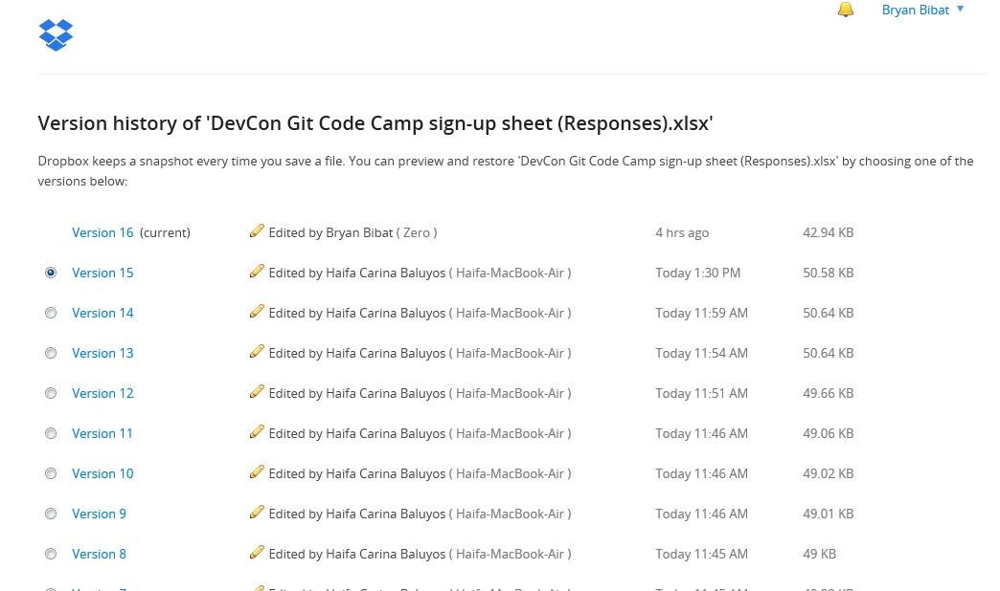 Bryan Bibat
Version history of 'DevCon Git Code Camp sign-up sheet (Responses).xlsx'
Dropbox keeps a snapshot every time you save a file. You can preview and restore 'DevCon Git Code Camp sign-up sheet (Responses).xlsx' by choosing one of the
versions below:
Version 16 (current) Edited by Bryan Bibat ( Zero ) 4 hrs ago 42.94 KB
Version 15 Edited by Haifa Carina Baluyos ( Haifa-MacBook-Air ) Today 1:30 PM 50.58 KB
Version 14 Edited by Haifa Carina Baluyos ( Haifa-MacBook-Air ) Today 11:59 AM 50.64 KB
Version 13 Edited by Haifa Carina Baluyos ( Haifa-MacBook-Air ) Today 11:54 AM 50.64 KB
Version 12 Edited by Haifa Carina Baluyos ( Haifa-MacBook-Air ) Today 11:51 AM 49.66 KB
Version 11 Edited by Haifa Carina Baluyos ( Haifa-MacBook-Air ) Today 11:46 AM 49.06 KB
Version 10 Edited by Haifa Carina Baluyos ( Haifa-MacBook-Air ) Today 11:46 AM 49.02 KB
Version 9 Edited by Haifa Carina Baluyos ( Haifa-MacBook-Air ) Today 11:46 AM 49.01 KB
Version 8 Edited by Haifa Carina Baluyos ( Haifa-MacBook-Air ) Today 11:45 AM 49 KB